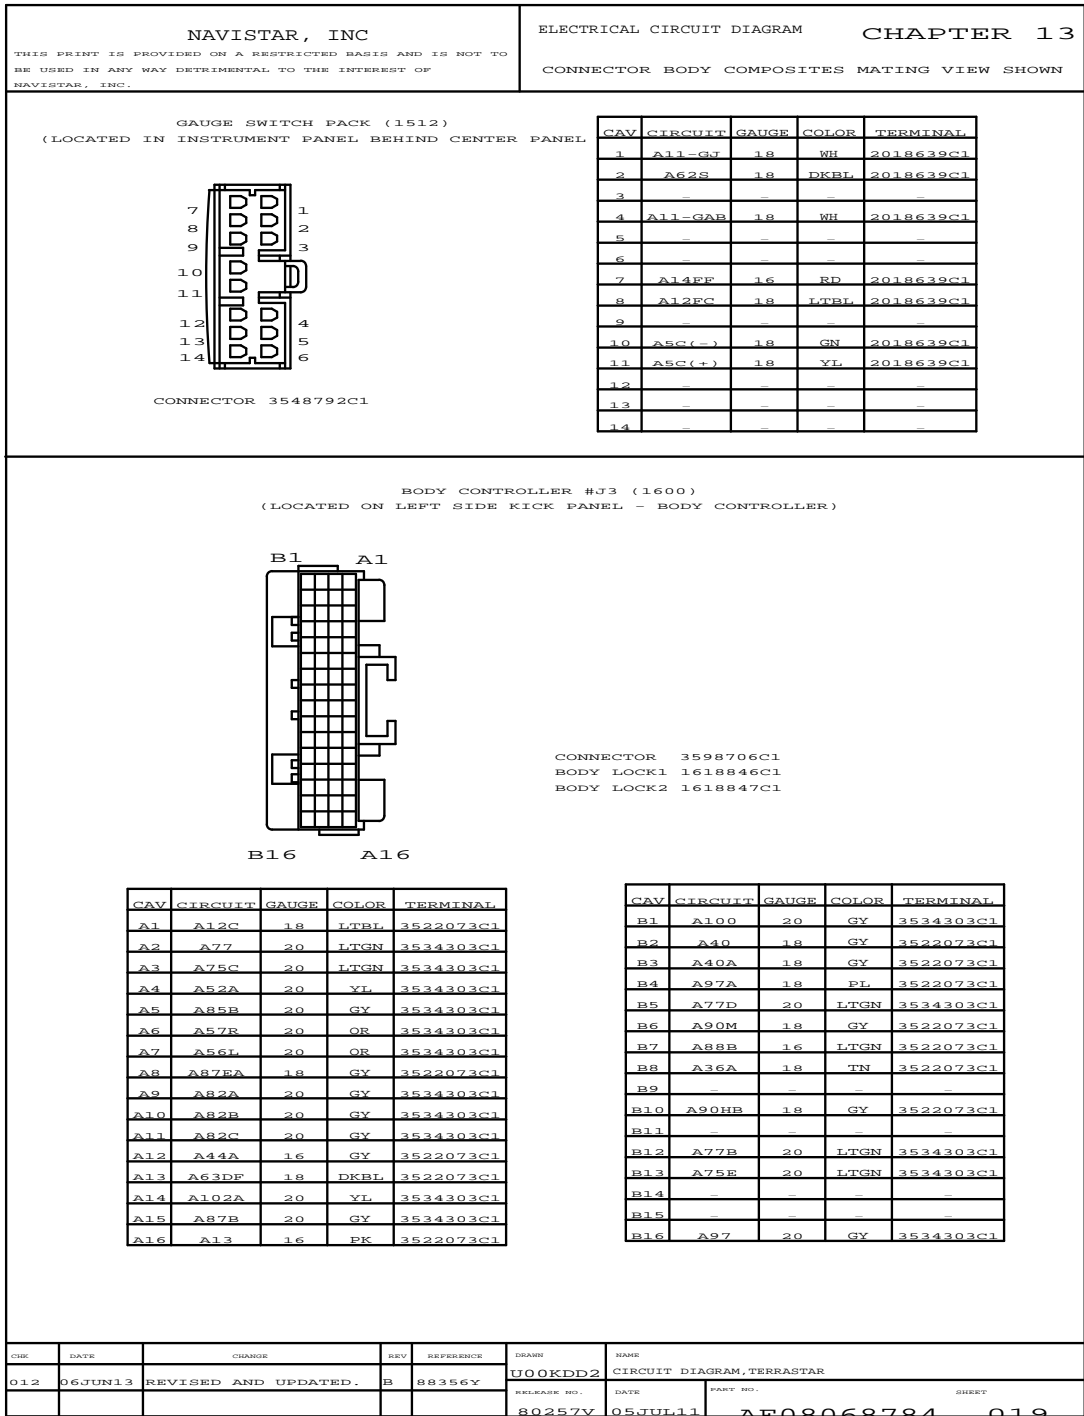 NAVISTAR, INC
THIS PRINT IS PROVIDED ON A RESTRICTED BASIS AND IS NOT TO
BE USED IN ANY WAY DETRIMENTAL TO THE INTEREST OF
NAVISTAR, INC.
ELECTRICAL CIRCUIT DIAGRAM CHAPTER 13
CONNECTOR BODY COMPOSITES MATING VIEW SHOWN
GAUGE SWITCH PACK (1512)
(LOCATED IN INSTRUMENT PANEL BEHIND CENTER PANEL
7 1
8 2
9 3
10
11
12 4
13 5
14 6
CONNECTOR 3548792C1
CAV CIRCUIT GAUGE COLOR TERMINAL
1 A11-GJ 18 WH 2018639C1
2 A62S 18 DKBL 2018639C1
3 - - - -
4 A11-GAB 18 WH 2018639C1
5 - - - -
6 - - - -
7 A14FF 16 RD 2018639C1
8 A12FC 18 LTBL 2018639C1
9 - - - -
10 A5C(-) 18 GN 2018639C1
11 A5C(+) 18 YL 2018639C1
12 - - - -
13 - - - -
14 - - - -
BODY CONTROLLER #J3 (1600)
(LOCATED ON LEFT SIDE KICK PANEL - BODY CONTROLLER)
B1 A1
B16 A16
CONNECTOR 3598706C1
BODY LOCK1 1618846C1
BODY LOCK2 1618847C1
CAV CIRCUIT GAUGE COLOR TERMINAL
A1 A12C 18 LTBL 3522073C1
A2 A77 20 LTGN 3534303C1
A3 A75C 20 LTGN 3534303C1
A4 A52A 20 YL 3534303C1
A5 A85B 20 GY 3534303C1
A6 A57R 20 OR 3534303C1
A7 A56L 20 OR 3534303C1
A8 A87EA 18 GY 3522073C1
A9 A82A 20 GY 3534303C1
A10 A82B 20 GY 3534303C1
A11 A82C 20 GY 3534303C1
A12 A44A 16 GY 3522073C1
A13 A63DF 18 DKBL 3522073C1
A14 A102A 20 YL 3534303C1
A15 A87B 20 GY 3534303C1
A16 A13 16 PK 3522073C1
CAV CIRCUIT GAUGE COLOR TERMINAL
B1 A100 20 GY 3534303C1
B2 A40 18 GY 3522073C1
B3 A40A 18 GY 3522073C1
B4 A97A 18 PL 3522073C1
B5 A77D 20 LTGN 3534303C1
B6 A90M 18 GY 3522073C1
B7 A88B 16 LTGN 3522073C1
B8 A36A 18 TN 3522073C1
B9 - - - -
B10 A90HB 18 GY 3522073C1
B11 - - - -
B12 A77B 20 LTGN 3534303C1
B13 A75E 20 LTGN 3534303C1
B14 - - - -
B15 - - - -
B16 A97 20 GY 3534303C1
CHK DATE CHANGE REV REFERENCE
012 06JUN13 REVISED AND UPDATED. B 88356Y
DRAWN NAME
U00KDD2 CIRCUIT DIAGRAM,TERRASTAR
RELEASE NO. DATE PART NO. SHEET
80257V 05JUL11 AE08068784 019